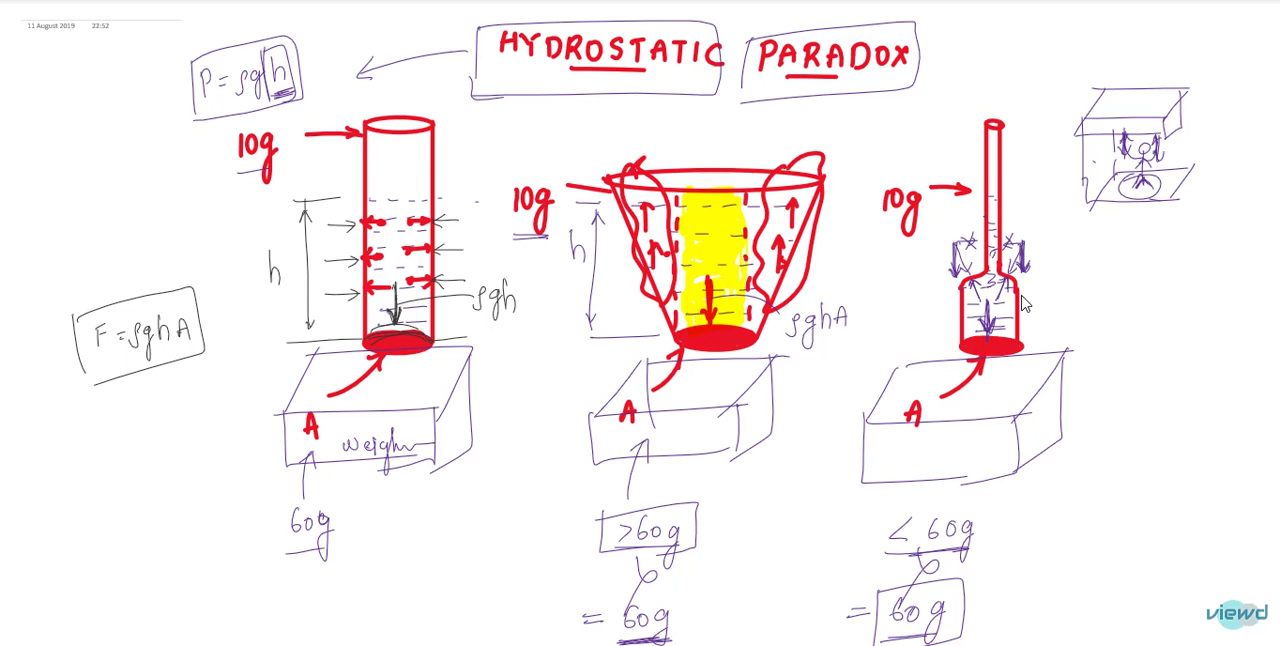 11 August 2019 22:52
HYDROSTATIC PARADOX
P = ρgh
10g
10g
10g
h
h
ρgh
ρghA
F = ρghA
A
A
A
Weigh
60g
>60g
< 60g
= 60g
= 60g
viewd